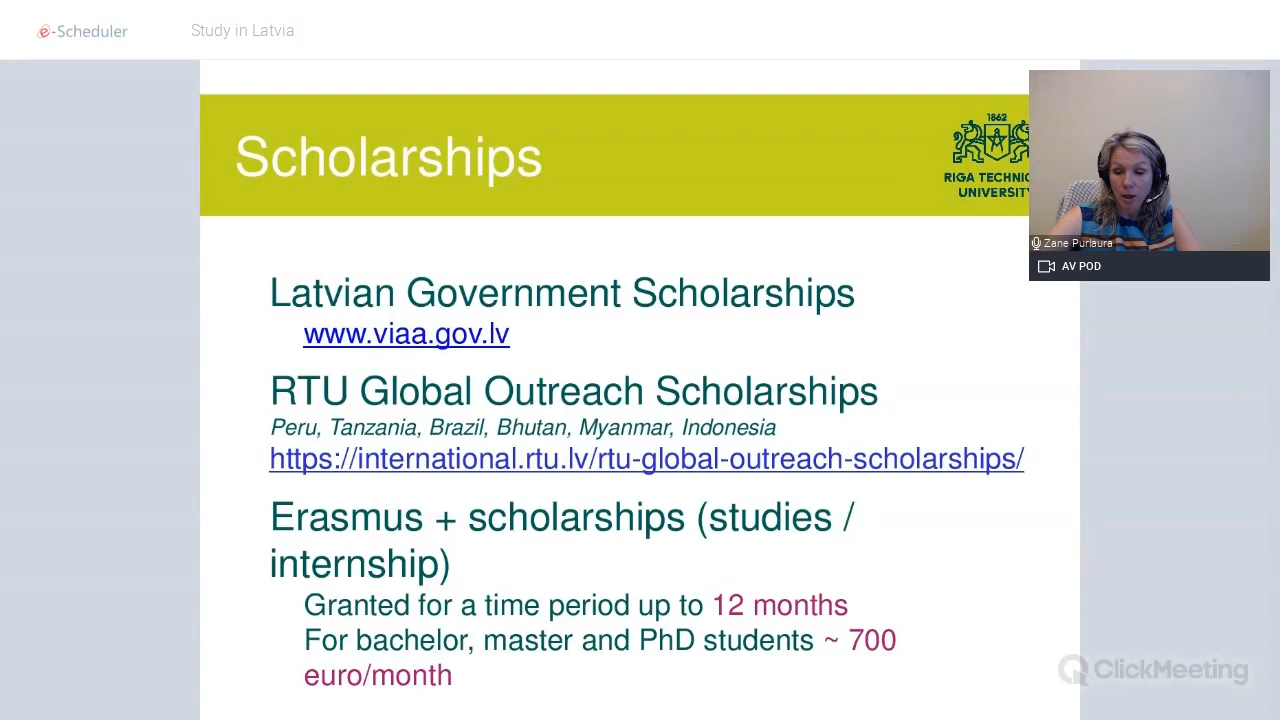 e-Scheduler
Study in Latvia
Scholarships
1862
RIGA TECHNI
UNIVERSITY
Zane Purlaura
AV POD
Latvian Government Scholarships
www.viaa.gov.lv
RTU Global Outreach Scholarships
Peru, Tanzania, Brazil, Bhutan, Myanmar, Indonesia
https://international.rtu.lv/rtu-global-outreach-scholarships/
Erasmus + scholarships (studies /
internship)
Granted for a time period up to 12 months
For bachelor, master and PhD students ~ 700
euro/month
ClickMeeting